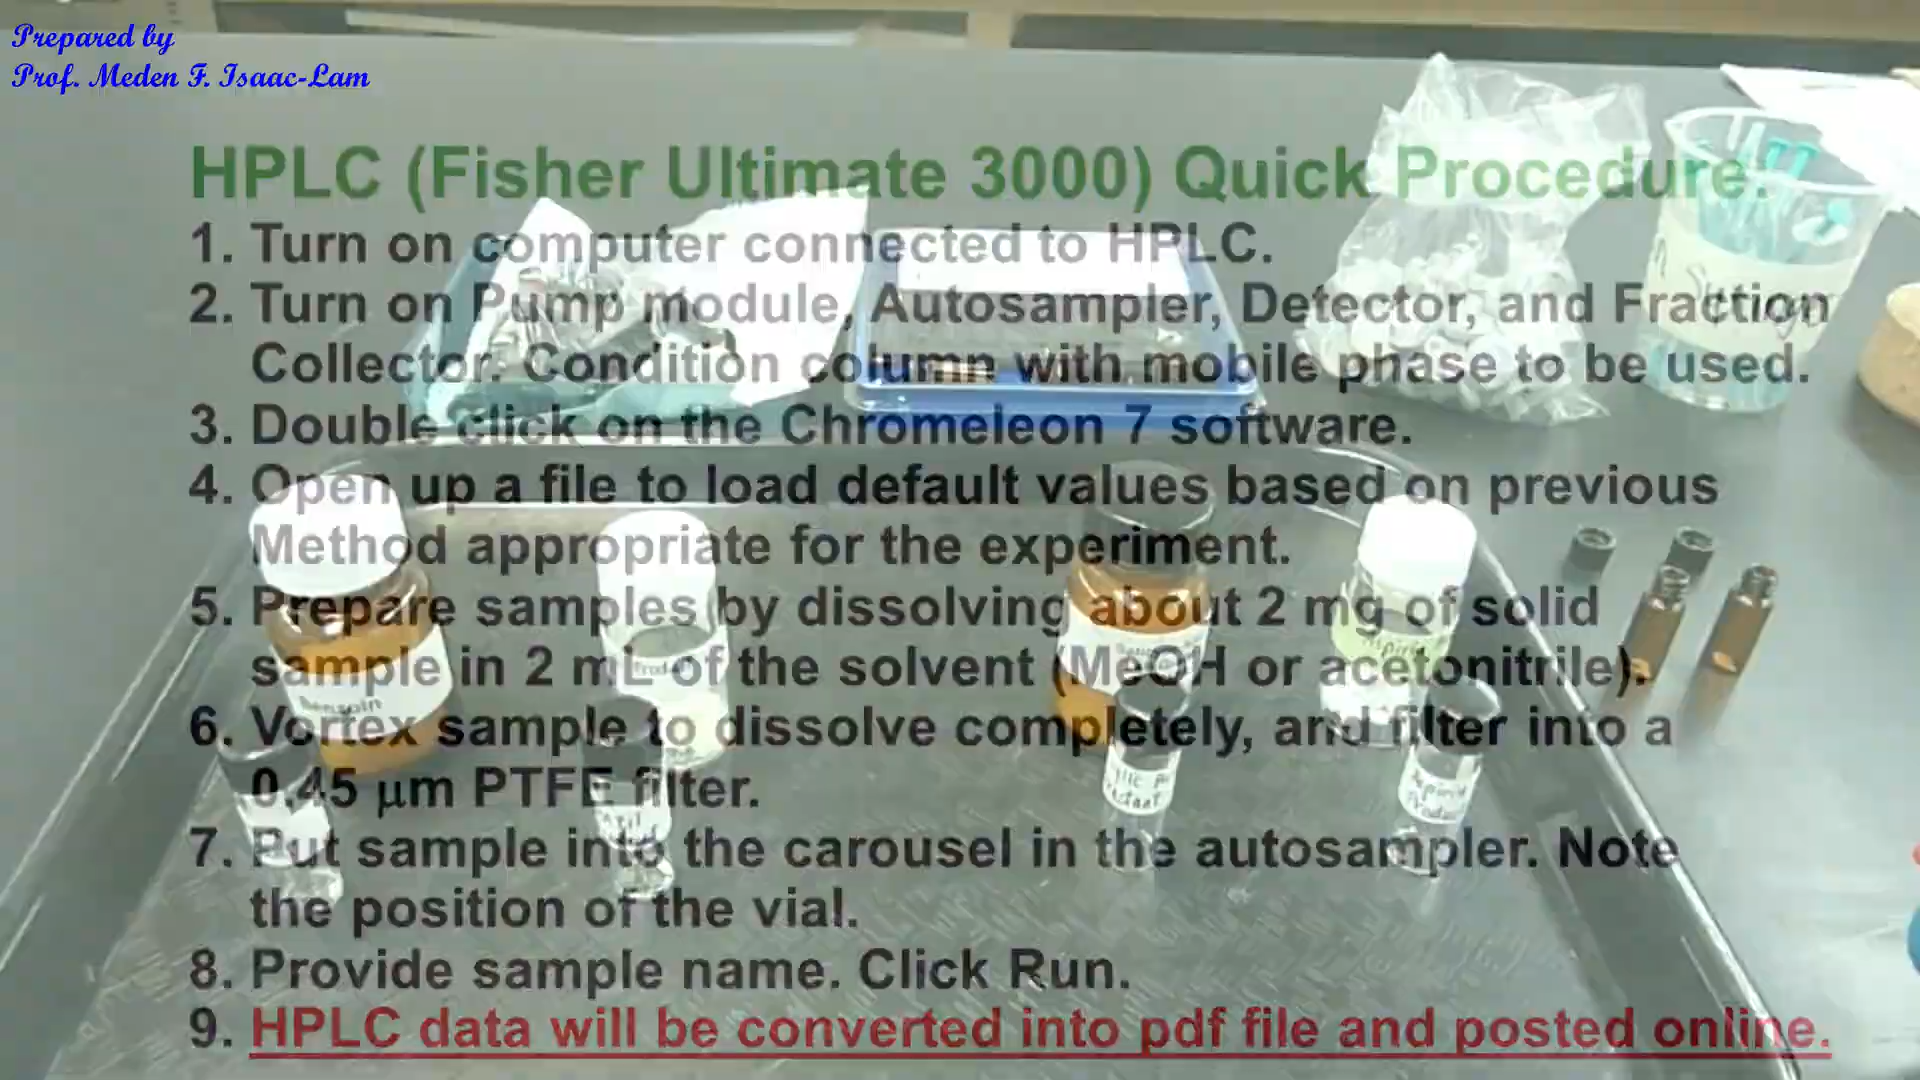 Prepared by
Prof. Meden F. Isaac-Lam
HPLC (Fisher Ultimate 3000) Quick Procedure:
1. Turn on computer connected to HPLC.
2. Turn on Pump module, Autosampler, Detector, and Fraction
Collector. Condition column with mobile phase to be used.
3. Double click on the Chromeleon 7 software.
4. Open up a file to load default values based on previous
Method appropriate for the experiment.
5. Prepare samples by dissolving about 2 mg of solid
sample in 2 mL of the solvent (MeOH or acetonitrile).
6. Vortex sample to dissolve completely, and filter into a
0.45 μm PTFE filter.
7. Put sample into the carousel in the autosampler. Note
the position of the vial.
8. Provide sample name. Click Run.
9. HPLC data will be converted into pdf file and posted online.
Benzoin
Aspirin